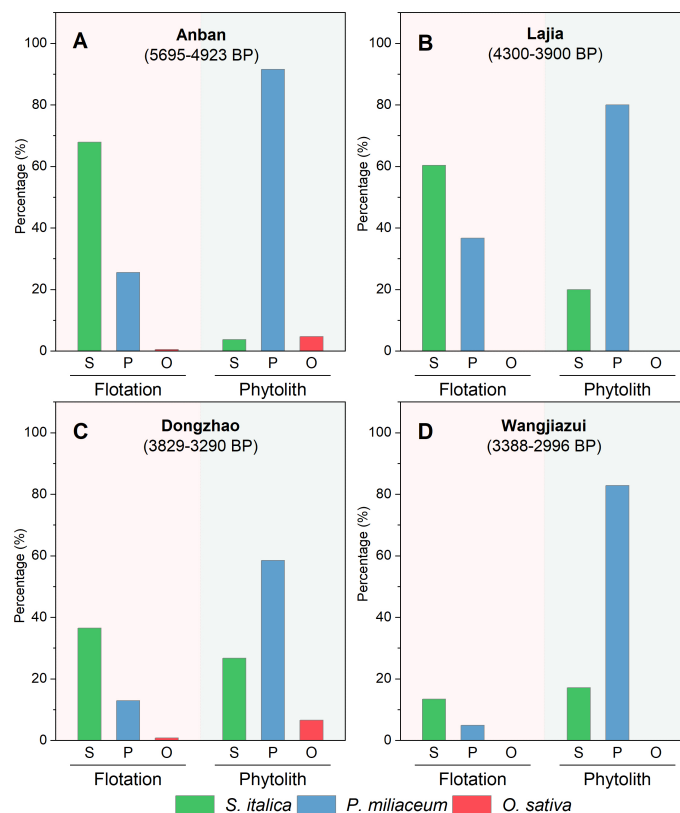 A
Anban
(5695-4923 BP)
Percentage (%)
100
80
60
40
20
0
S P O S P O
Flotation Phytolith
B
Lajia
(4300-3900 BP)
Percentage (%)
100
80
60
40
20
0
S P O S P O
Flotation Phytolith
C
Dongzhao
(3829-3290 BP)
Percentage (%)
100
80
60
40
20
0
S P O S P O
Flotation Phytolith
D
Wangjiazui
(3388-2996 BP)
Percentage (%)
100
80
60
40
20
0
S P O S P O
Flotation Phytolith
S. italica P. miliaceum O. sativa